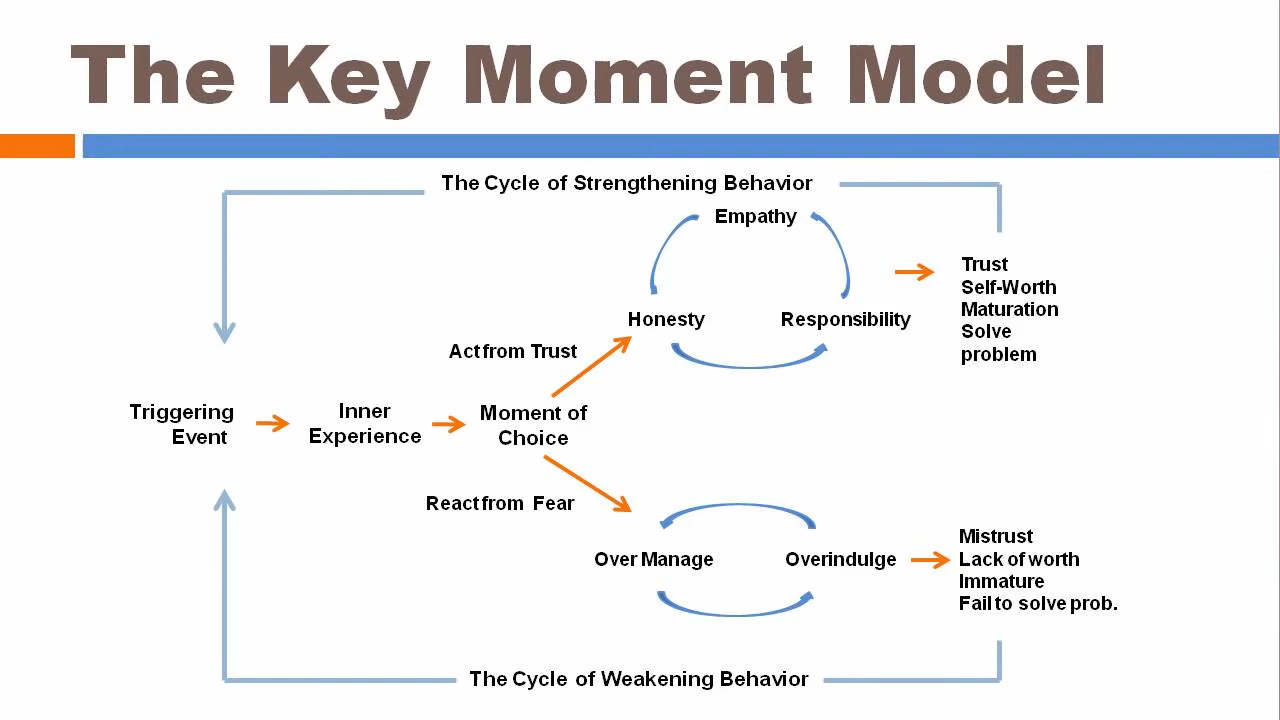 The Key Moment Model
The Cycle of Strengthening Behavior
Empathy
Honesty
Responsibility
Trust
Self-Worth
Maturation
Solve
problem
Act from Trust
Triggering
Event
Inner
Experience
Moment of
Choice
React from Fear
Over Manage
Overindulge
Mistrust
Lack of worth
Immature
Fail to solve prob.
The Cycle of Weakening Behavior